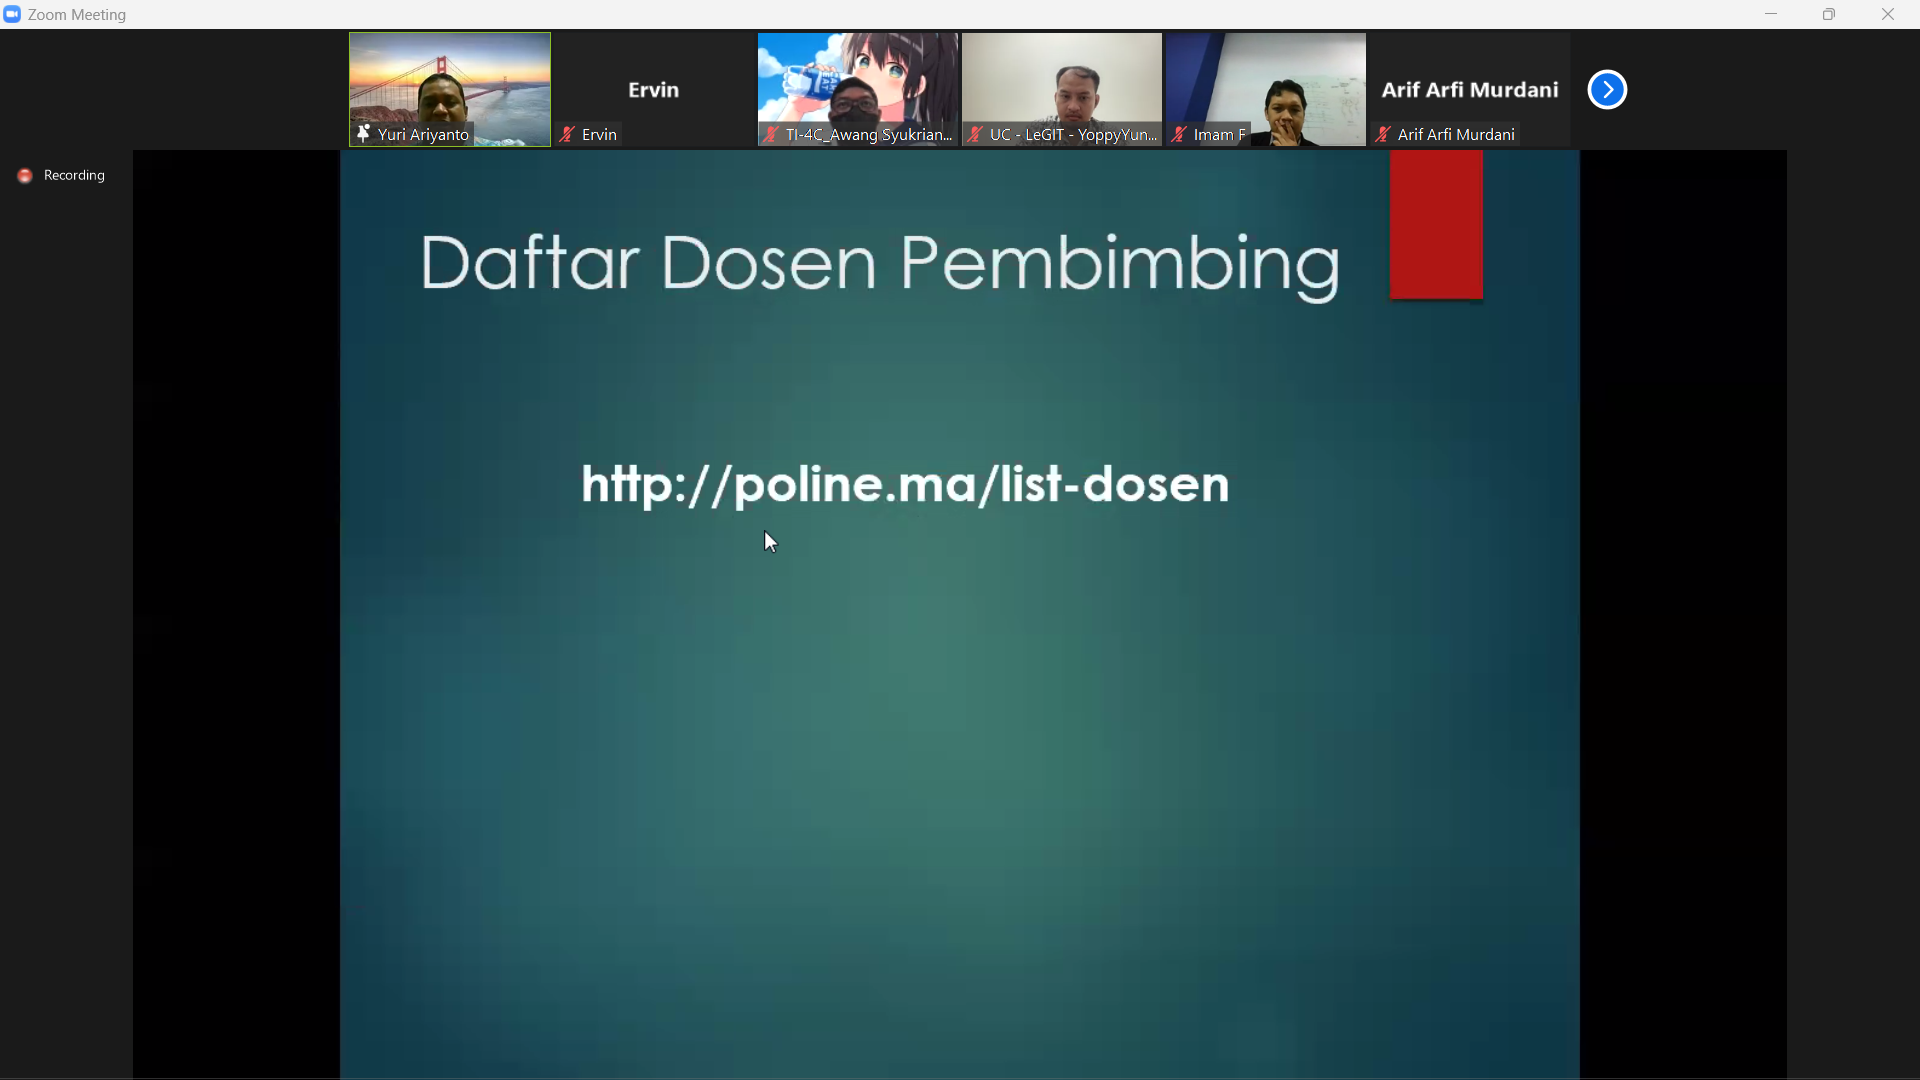 Zoom Meeting
Ervin
Arif Arfi Murdani
Yuri Ariyanto
Ervin
TI-4C_Awang Syukrian...
UC - LeGIT - YoppyYun...
Imam F
Arif Arfi Murdani
Recording
Daftar Dosen Pembimbing
http://poline.ma/list-dosen